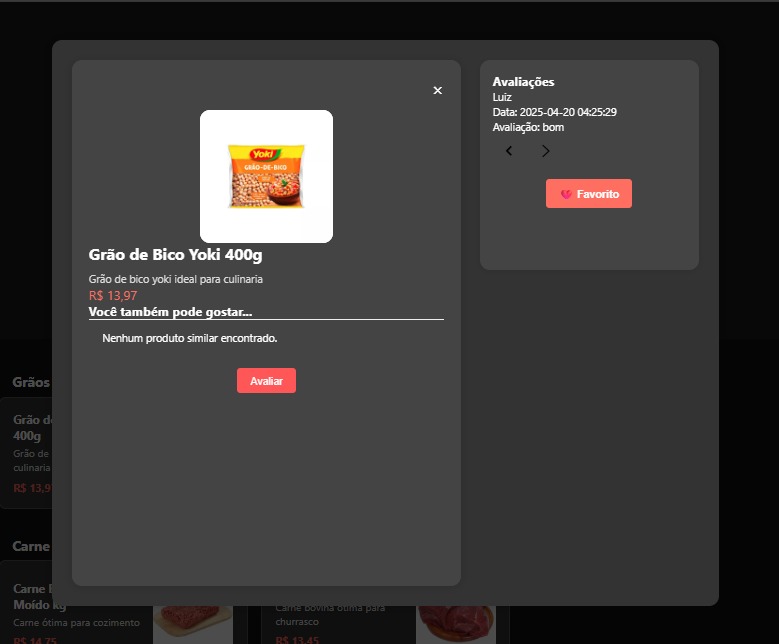 Avaliações
Luiz
Data: 2025-04-20 04:25:29
Avaliação: bom
Favorito
Yoki
GRÃO-DE-BICO
Grão de Bico Yoki 400g
Grão de bico yoki ideal para culinaria
R$ 13,97
Você também pode gostar...
Nenhum produto similar encontrado.
Avaliar
Grãos
Grão de
400g
Grão de
culinaria
R$ 13,9
Carne
Carne
Moído kg
Carne ótima para cozimento
R$ 14,75
Carne bovina ótima para
churrasco
R$ 13,45